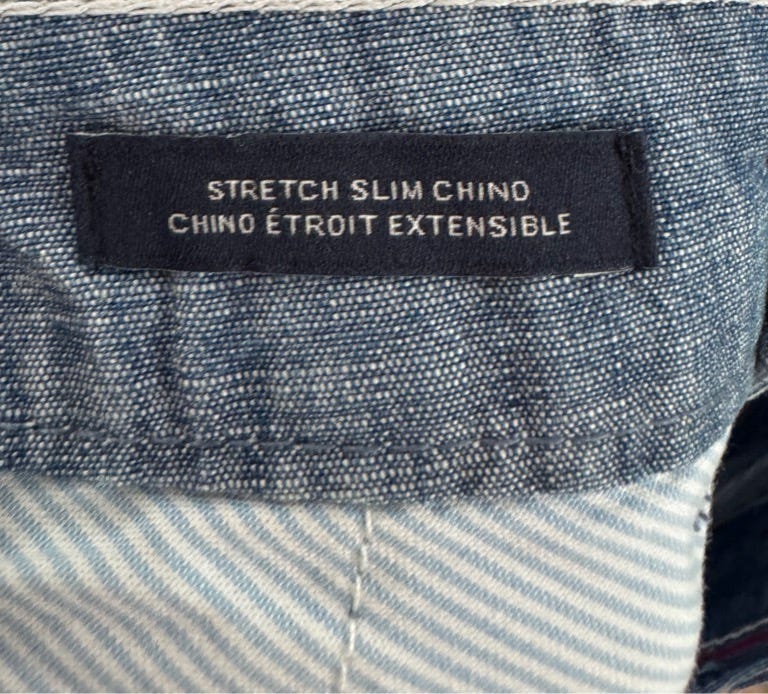 STRETCH SLIM CHINO
CHINO ÉTROIT EXTENSIBLE